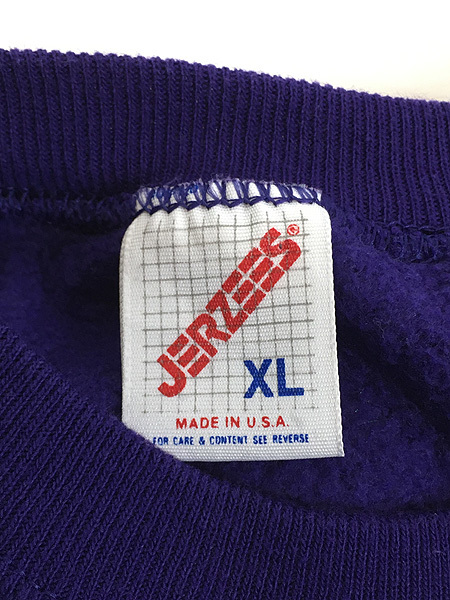 JERZEES®
XL
MADE IN U.S.A.
FOR CARE & CONTENT SEE REVERSE